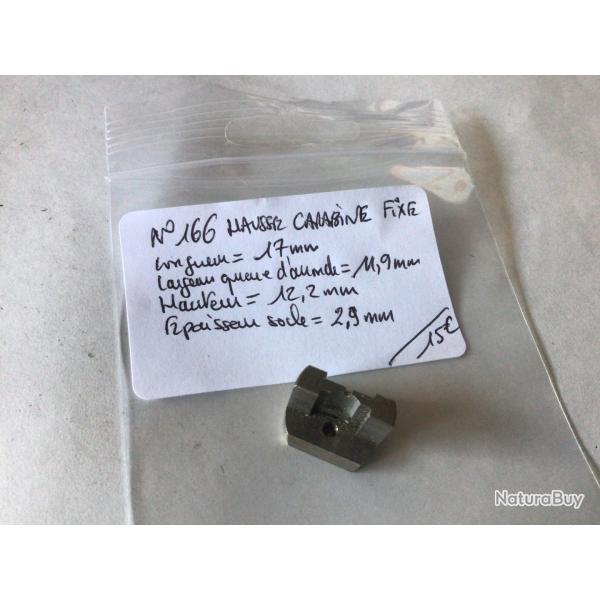 N° 166 HAUSSE CARABINE FIXE
Longueur = 17mm
Largeur queue d'aronde = 11,9mm
Hauteur = 12,2 mm
Epaisseur socle = 2,9 mm
15€
NaturaBuy